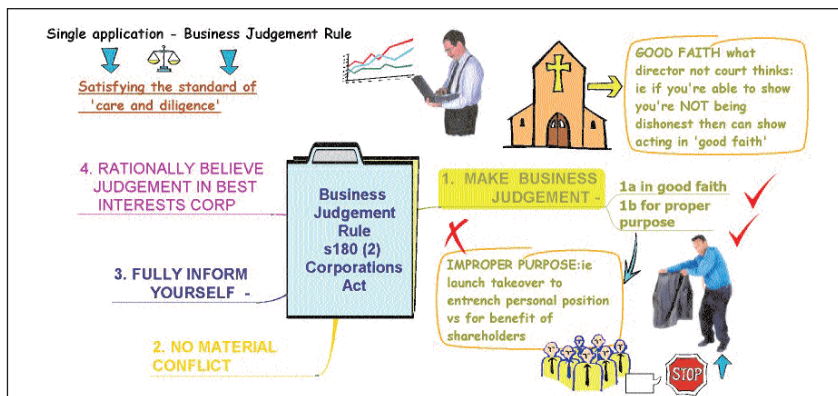 Single application - Business Judgement Rule
Satisfying the standard of
'care and diligence'
GOOD FAITH what
director not court thinks:
ie if you're able to show
you're NOT being
dishonest then can show
acting in 'good faith'
1. MAKE BUSINESS
JUDGEMENT -
1a in good faith
1b for proper
purpose
IMPROPER PURPOSE:ie
launch takeover to
entrench personal position
vs for benefit of
shareholders
STOP
Business
Judgement
Rule
s180 (2)
Corporations
Act
2. NO MATERIAL
CONFLICT
3. FULLY INFORM
YOURSELF -
4. RATIONALLY BELIEVE
JUDGEMENT IN BEST
INTERESTS CORP